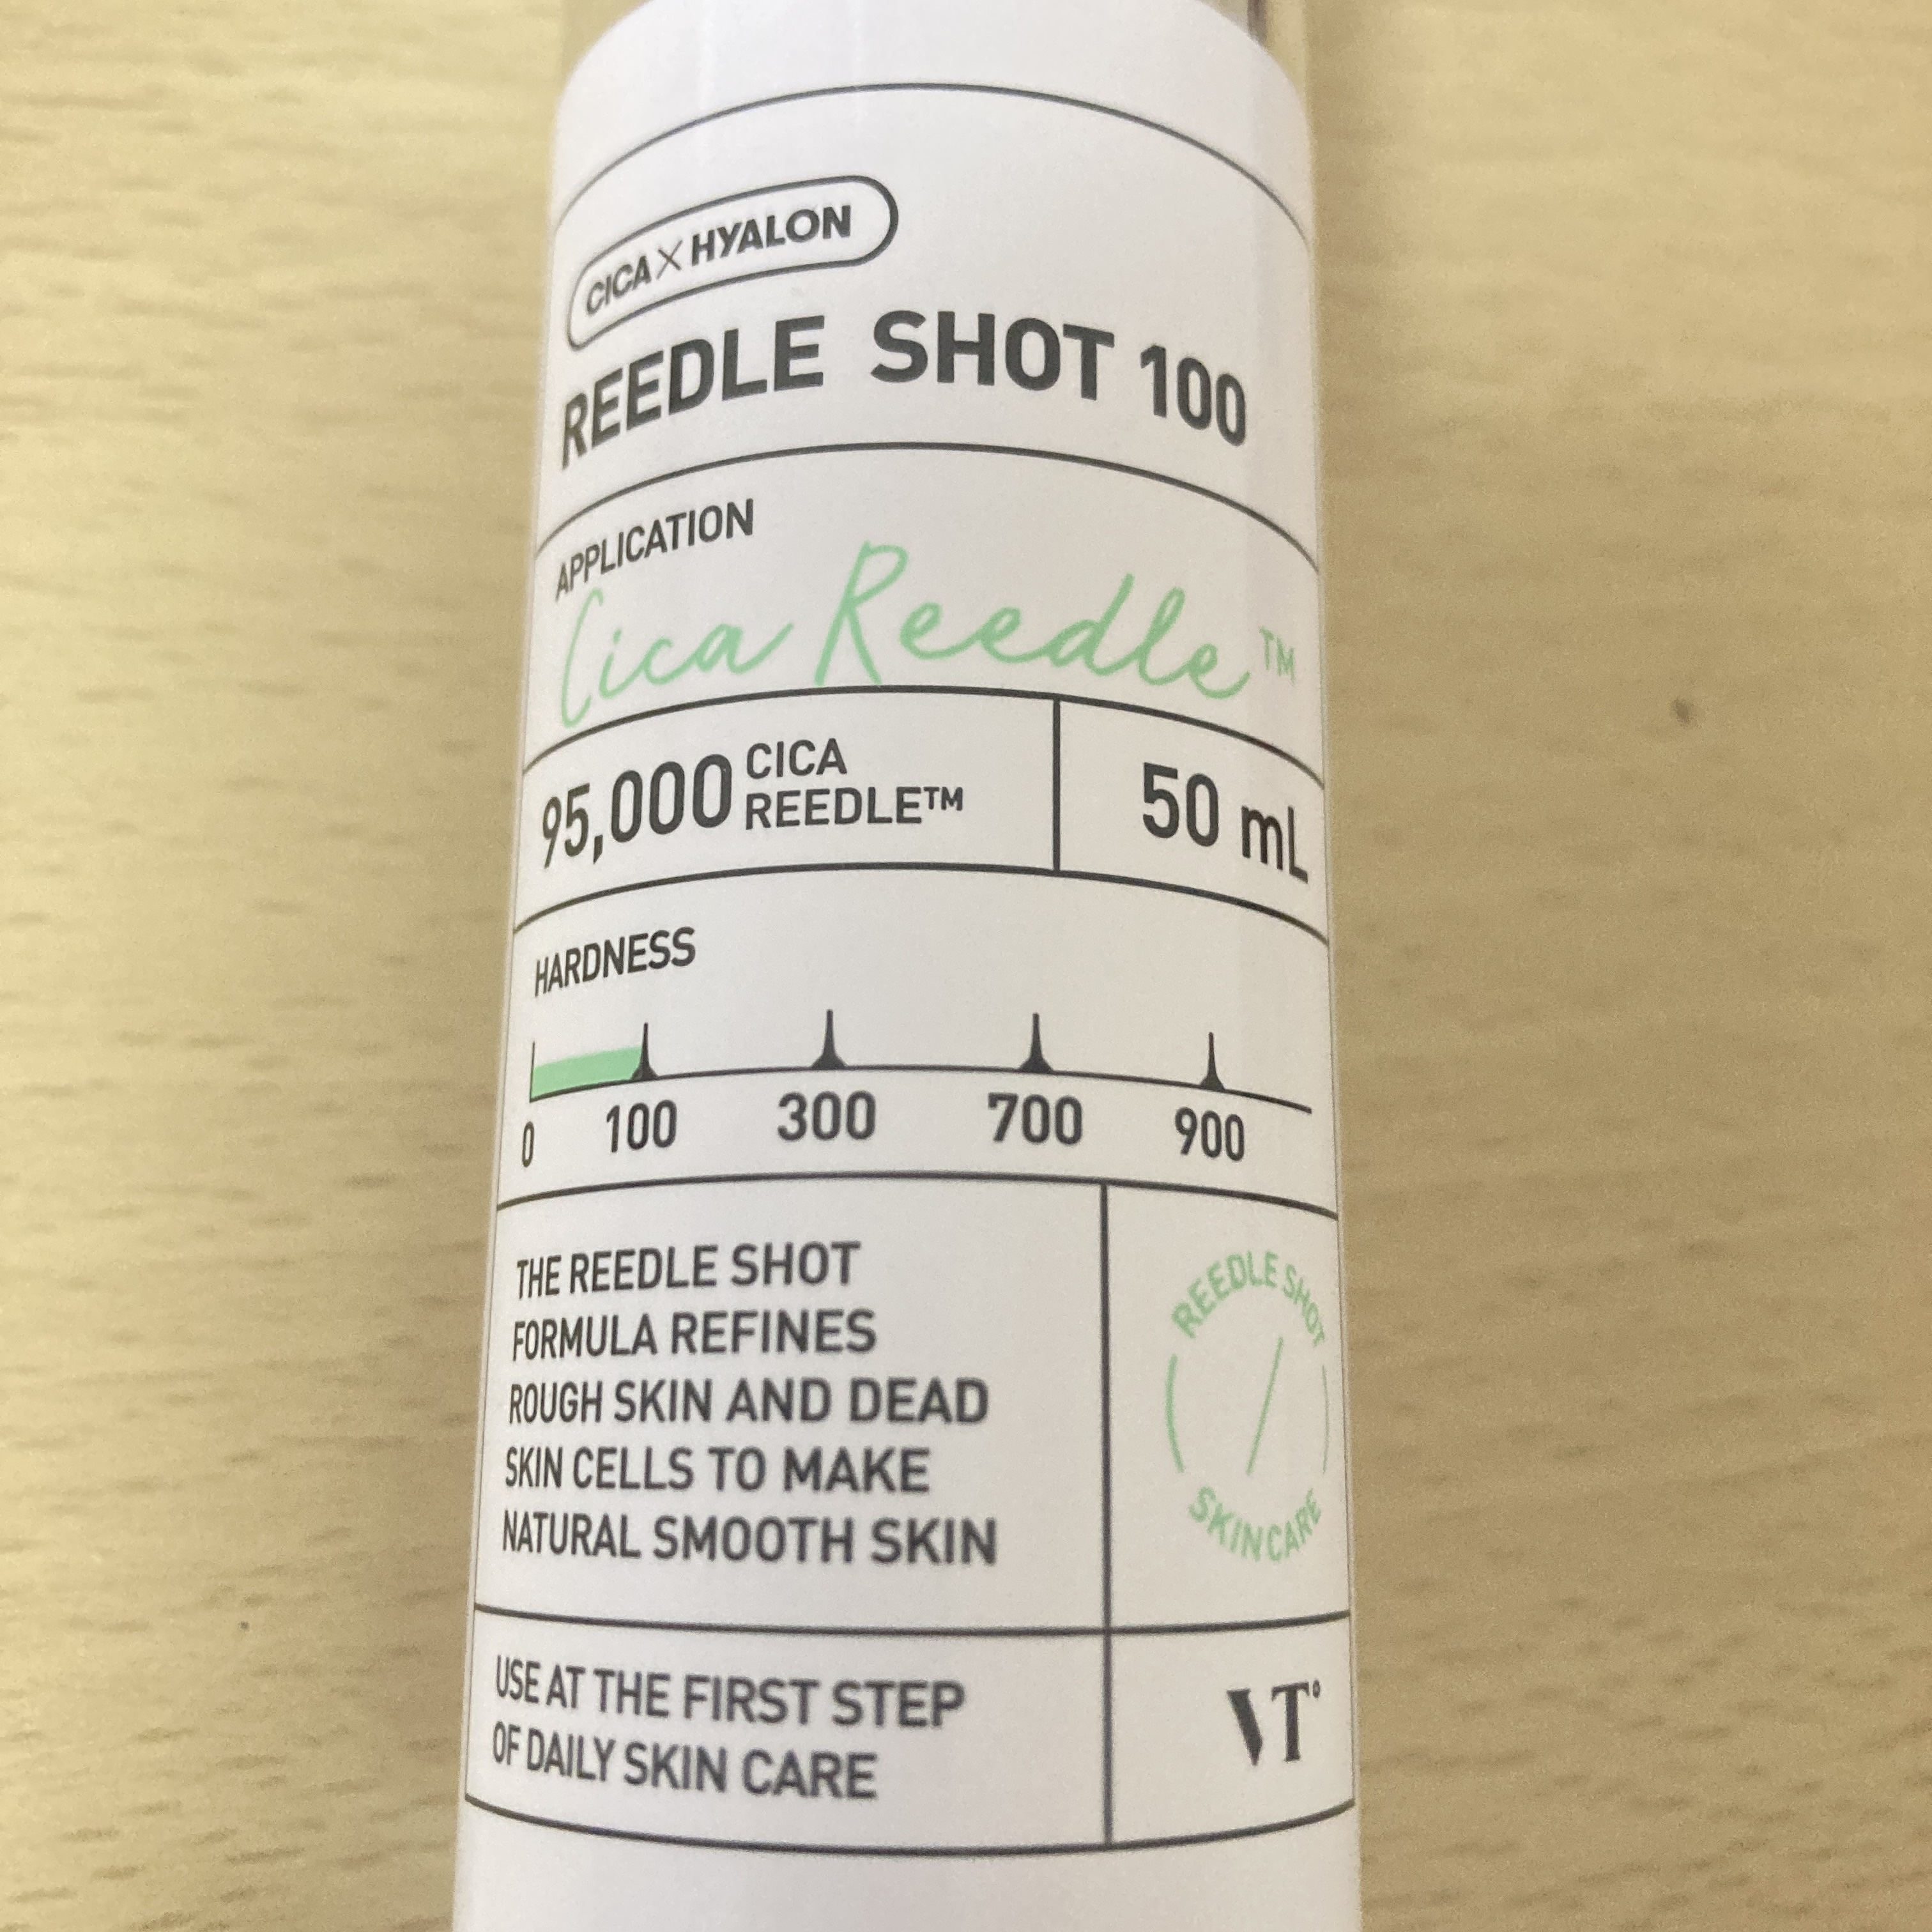 CICA X HYALON
REEDLE SHOT 100
APPLICATION
Cica Reedle™
95,000 CICA
REEDLE™
50 mL
HARDNESS
0 100 300 700 900
THE REEDLE SHOT
FORMULA REFINES
ROUGH SKIN AND DEAD
SKIN CELLS TO MAKE
NATURAL SMOOTH SKIN
REEDLE SHOT
SKINCARE
USE AT THE FIRST STEP
OF DAILY SKIN CARE
VT°